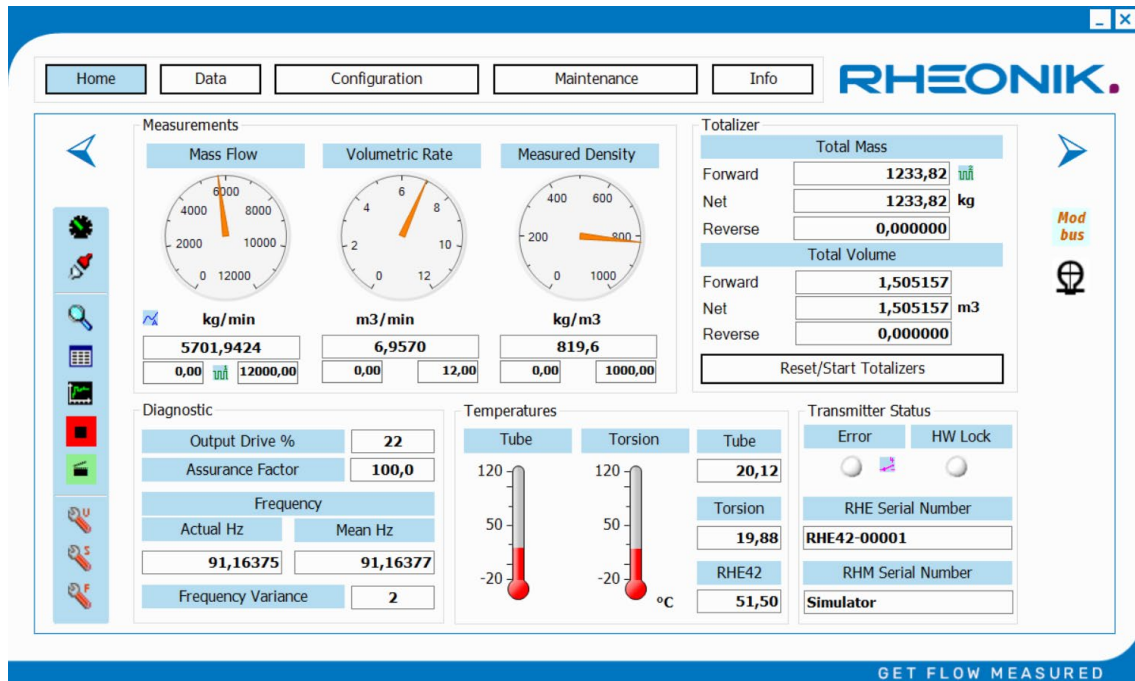 Home
Data
Configuration
Maintenance
Info
RHEONIK.
Measurements
Mass Flow
Volumetric Rate
Measured Density
0 2000 4000 6000 8000 10000 12000
0 2 4 6 8 10 12
0 200 400 600 800 1000
kg/min
m3/min
kg/m3
5701,9424
6,9570
819,6
0,00
12000,00
0,00
12,00
0,00
1000,00
Totalizer
Total Mass
Forward 1233,82
Net 1233,82 kg
Reverse 0,000000
Total Volume
Forward 1,505157
Net 1,505157 m3
Reverse 0,000000
Reset/Start Totalizers
Mod
bus
Diagnostic
Output Drive % 22
Assurance Factor 100,0
Frequency
Actual Hz
Mean Hz
91,16375
91,16377
Frequency Variance 2
Temperatures
Tube
Torsion
120
50
-20
120
50
-20
°C
Tube
20,12
Torsion
19,88
RHE42
51,50
Transmitter Status
Error
HW Lock
RHE Serial Number
RHE42-00001
RHM Serial Number
Simulator
U
S
F
GET FLOW MEASURED